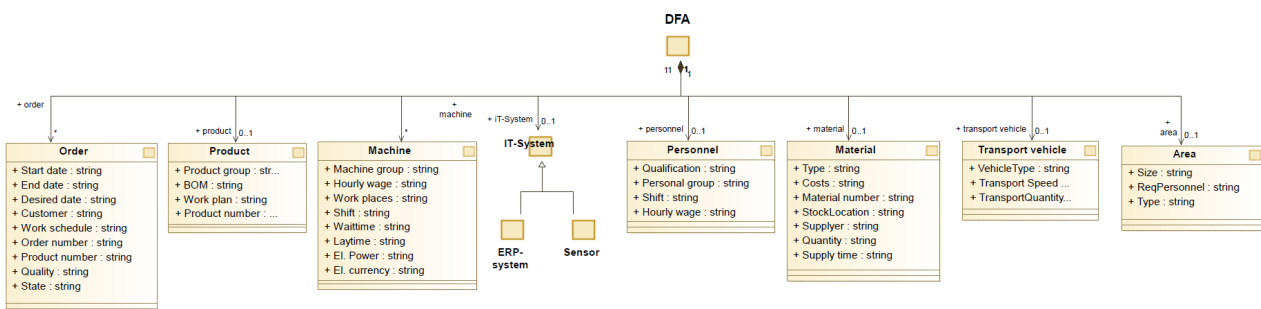 DFA
11 1 1
+ order
*
+ product 0..1
+ machine
*
+ iT-System 0..1
+ personnel 0..1
+ material 0..1
+ transport vehicle 0..1
+ area 0..1
Order
+ Start date : string
+ End date : string
+ Desired date : string
+ Customer : string
+ Work schedule : string
+ Order number : string
+ Product number : string
+ Quality : string
+ State : string
Product
+ Product group : str...
+ BOM : string
+ Work plan : string
+ Product number : ...
Machine
+ Machine group : string
+ Hourly wage : string
+ Work places : string
+ Shift : string
+ Waittime : string
+ Laytime : string
+ El. Power : string
+ El. currency : string
IT-System
ERP-
system
Sensor
Personnel
+ Qualification : string
+ Personal group : string
+ Shift : string
+ Hourly wage : string
Material
+ Type : string
+ Costs : string
+ Material number : string
+ StockLocation : string
+ Supplyer : string
+ Quantity : string
+ Supply time : string
Transport vehicle
+ VehicleType : string
+ Transport Speed ...
+ TransportQuantity...
Area
+ Size : string
+ ReqPersonnel : string
+ Type : string